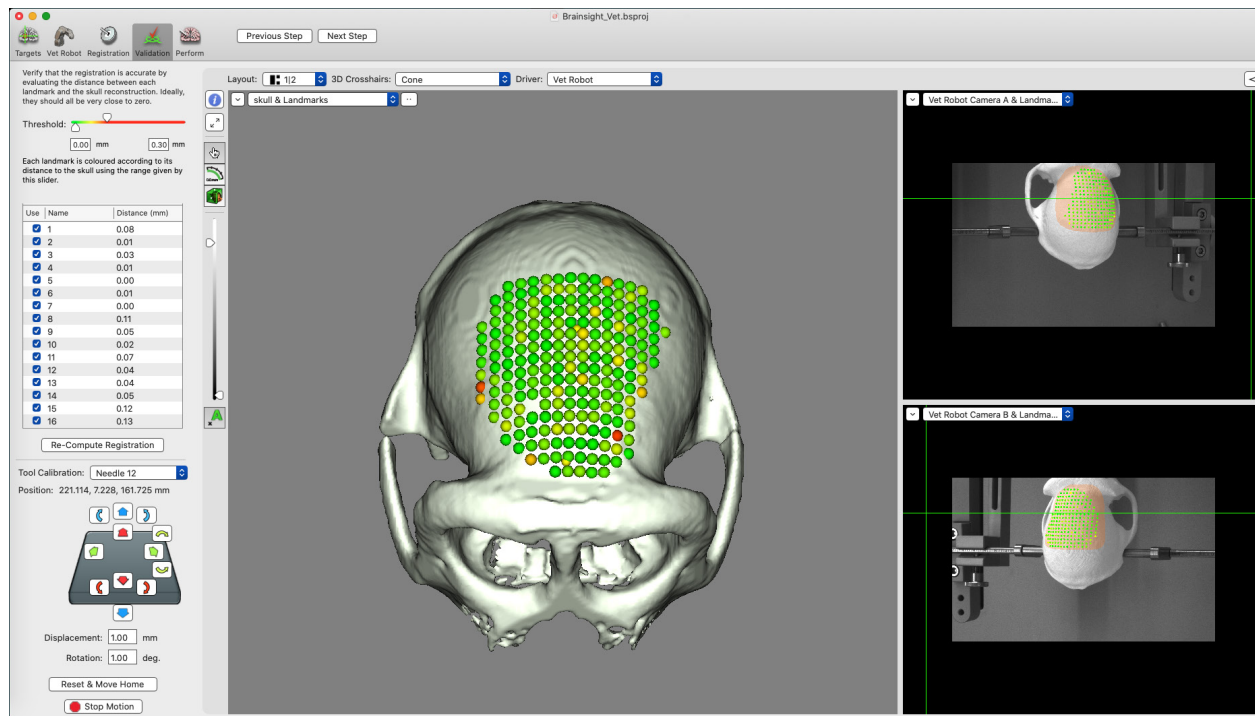 Brainsight_Vet.bsproj
Targets Vet Robot Registration Validation Perform
Previous Step Next Step
Verify that the registration is accurate by
evaluating the distance between each
landmark and the skull reconstruction. Ideally,
they should all be very close to zero.
Threshold:
0.00 mm 0.30 mm
Each landmark is coloured according to its
distance to the skull using the range given by
this slider.
Use Name Distance (mm)
1 0.08
2 0.01
3 0.03
4 0.01
5 0.00
6 0.01
7 0.00
8 0.11
9 0.05
10 0.02
11 0.07
12 0.04
13 0.04
14 0.05
15 0.12
16 0.13
Re-Compute Registration
Tool Calibration: Needle 12
Position: 221.114, 7.228, 161.725 mm
Displacement: 1.00 mm
Rotation: 1.00 deg.
Reset & Move Home
Stop Motion
Layout: 1|2 3D Crosshairs: Cone Driver: Vet Robot
skull & Landmarks
Vet Robot Camera A & Landma...
Vet Robot Camera B & Landma...